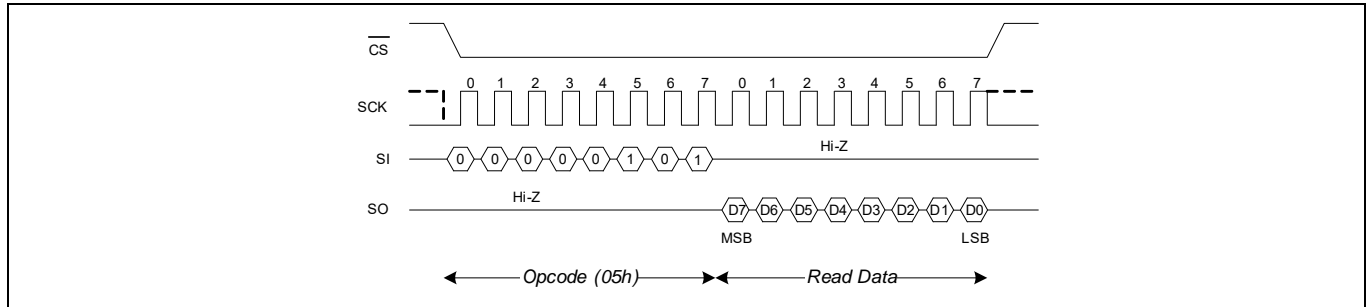 CS
0 1 2 3 4 5 6 7 0 1 2 3 4 5 6 7
SCK
Hi-Z
SI 0 0 0 0 0 1 0 1
Hi-Z
SO D7 D6 D5 D4 D3 D2 D1 D0
MSB LSB
Opcode (05h) Read Data